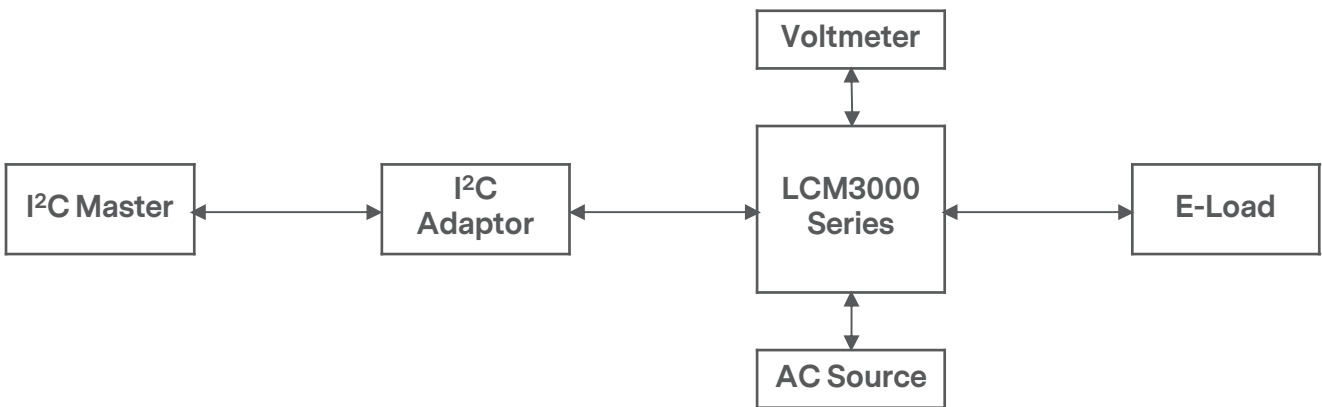 Voltmeter
I²C Master
I²C
Adaptor
LCM3000
Series
E-Load
AC Source